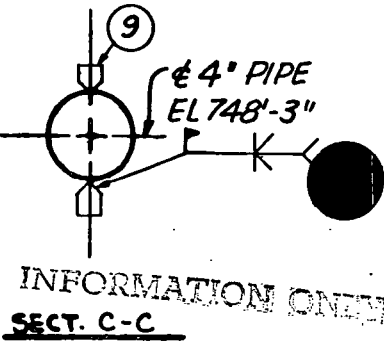 9
℄ 4" PIPE
EL 748'-3"
INFORMATION ONLY
SECT. C-C